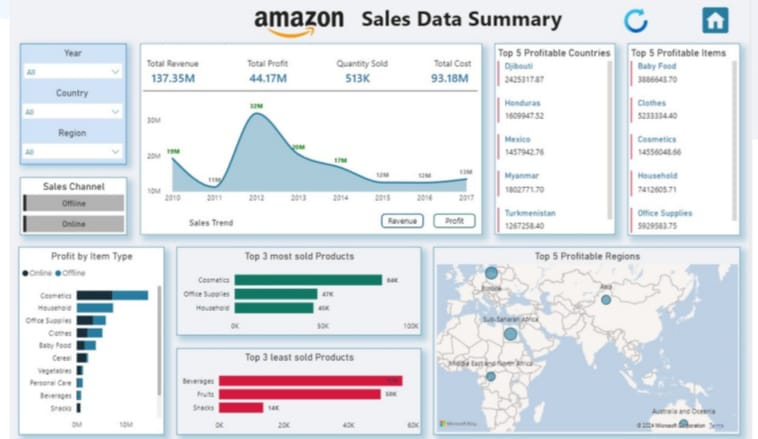 amazon Sales Data Summary
Year
All
Country
All
Region
All
Sales Channel
Offline
Online
Total Revenue
137.35M
Total Profit
44.17M
Quantity Sold
513K
Total Cost
93.18M
30M
20M
10M
19M
11M
32M
20M
17M
12M
12M
13M
2010 2011 2012 2013 2014 2015 2016 2017
Sales Trend
Revenue
Profit
Top 5 Profitable Countries
Djibouti
2425317.87
Honduras
1609947.52
Mexico
1457942.76
Myanmar
1802771.70
Turkmenistan
1267258.40
Top 5 Profitable Items
Baby Food
3886643.70
Clothes
5233334.40
Cosmetics
14556048.66
Household
7412605.71
Office Supplies
5929583.75
Profit by Item Type
Online Offline
Cosmetics
Household
Office Supplies
Clothes
Baby Food
Cereal
Vegetables
Personal Care
Beverages
Snacks
0M 10M
Top 3 most sold Products
Cosmetics 84K
Office Supplies 47K
Household 45K
0K 50K 100K
Top 3 least sold Products
Beverages
Fruits 50K
Snacks 14K
0K 20K 40K 60K
Top 5 Profitable Regions
Europe
Asia
Sub-Saharan Africa
Middle East and North Africa
Australia and Oceania
Microsoft Bing
© 2024 Microsoft Corporation Terms